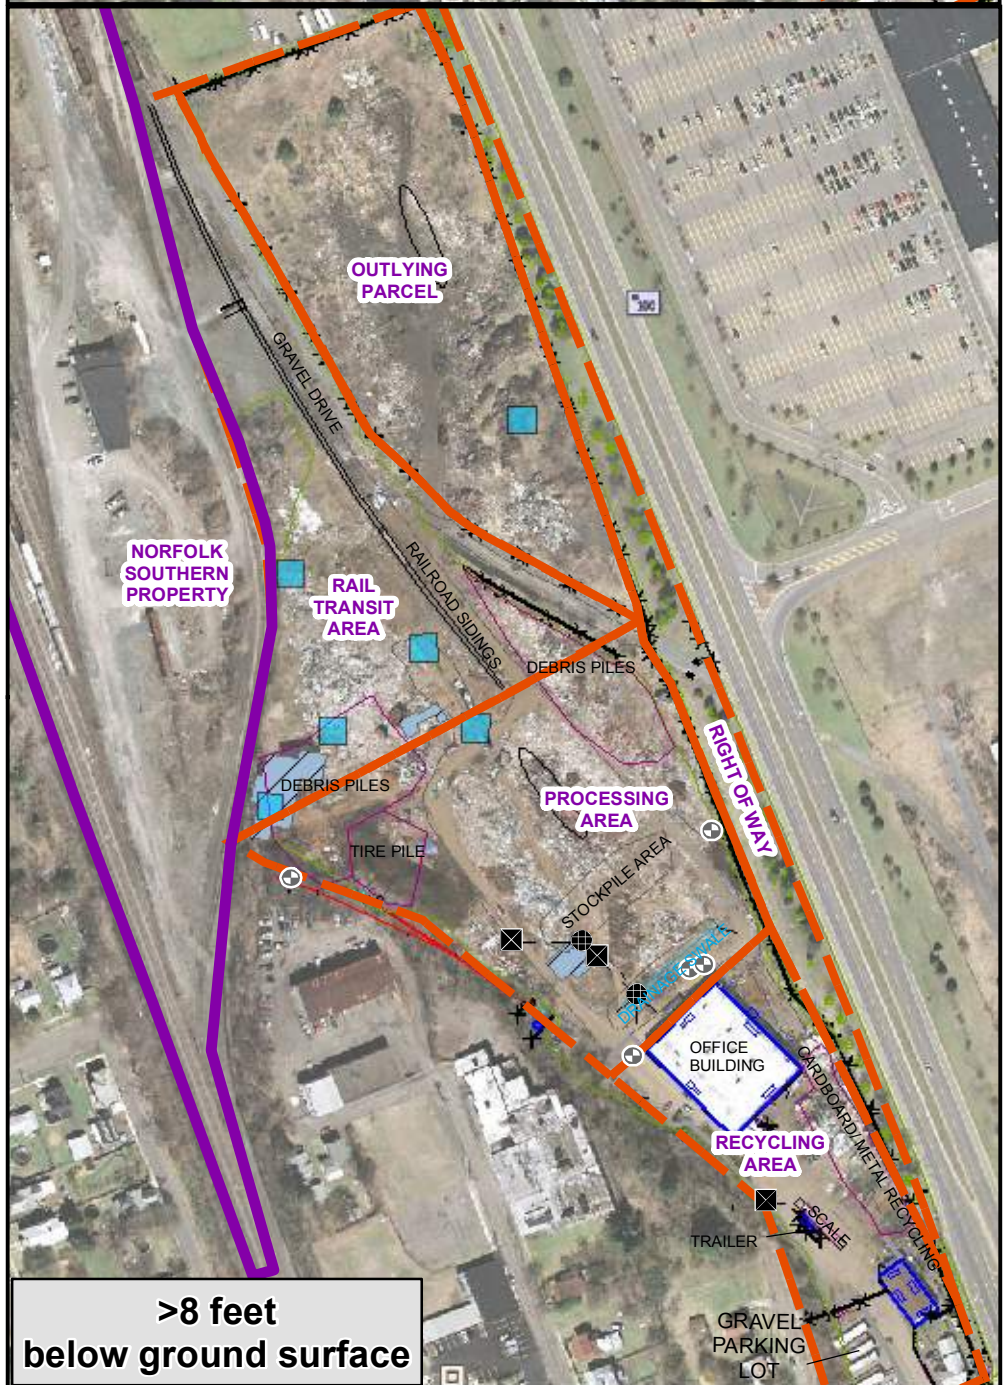 OUTLYING
PARCEL
GRAVEL DRIVE
NORFOLK
SOUTHERN
PROPERTY
RAIL
TRANSIT
AREA
RAILROAD SIDINGS
DEBRIS PILES
RIGHT OF WAY
DEBRIS PILES
PROCESSING
AREA
TIRE PILE
STOCKPILE AREA
DRAINAGE SWALE
OFFICE
BUILDING
CARDBOARD/METAL RECYCLING
RECYCLING
AREA
SCALE
TRAILER
GRAVEL
PARKING
LOT
>8 feet
below ground surface